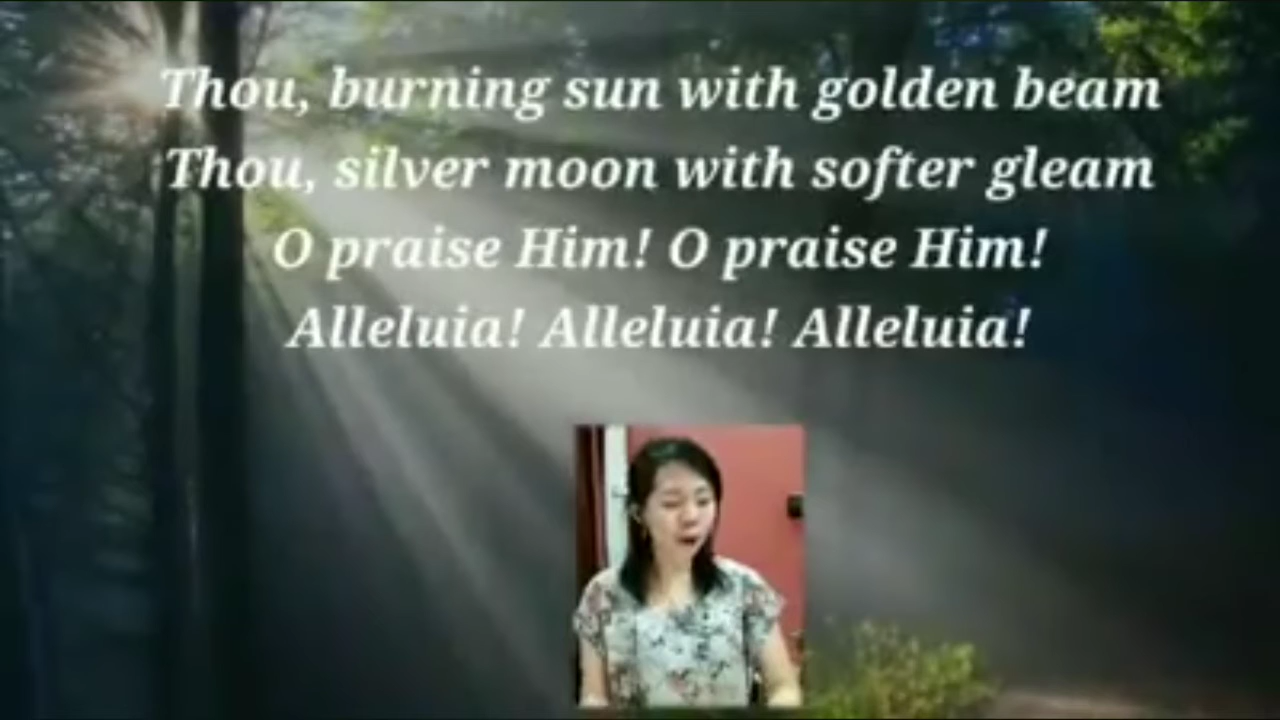 Thou, burning sun with golden beam
Thou, silver moon with softer gleam
O praise Him! O praise Him!
Alleluia! Alleluia! Alleluia!